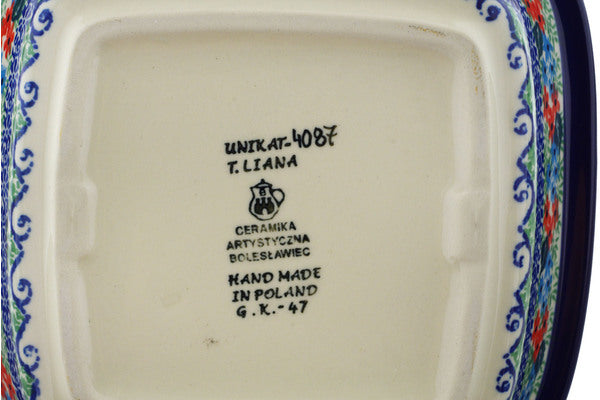 UNIKAT-4087
T. LIANA
B
CERAMIKA
ARTYSTYCZNA
BOLESŁAWIEC
HAND MADE
IN POLAND
G.K.-47